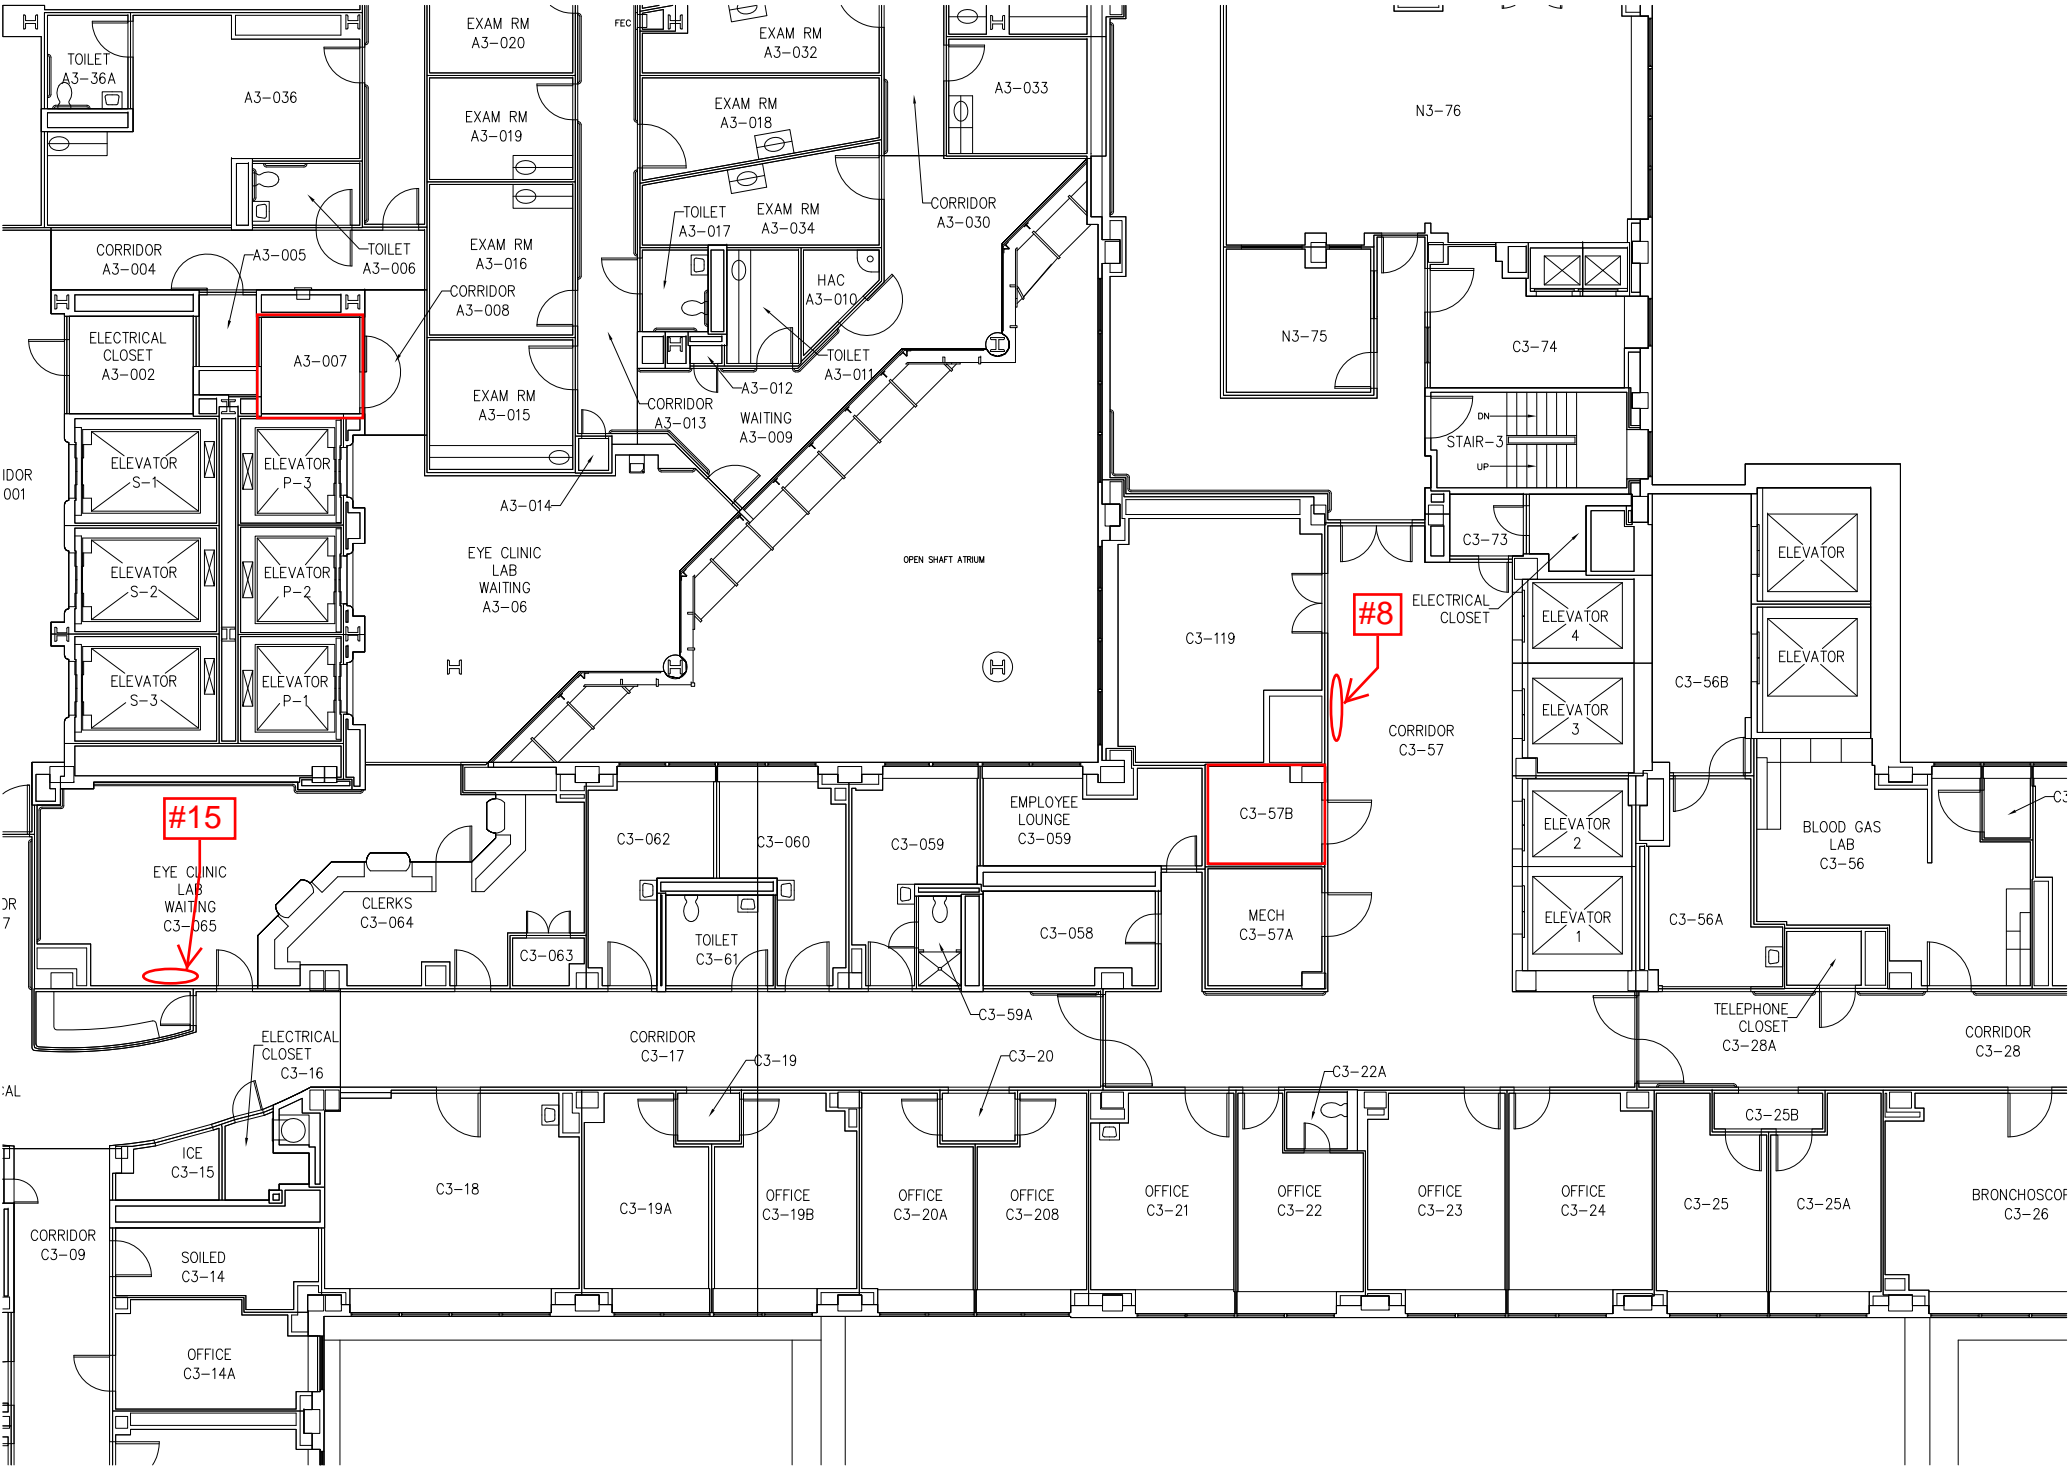 EXAM RM
A3-020
FEC
EXAM RM
A3-032
TOILET
A3-36A
A3-036
A3-033
EXAM RM
A3-019
EXAM RM
A3-018
N3-76
CORRIDOR
A3-004
A3-005
TOILET
A3-006
EXAM RM
A3-016
TOILET
A3-017
EXAM RM
A3-034
CORRIDOR
A3-030
CORRIDOR
A3-008
HAC
A3-010
ELECTRICAL
CLOSET
A3-002
A3-007
N3-75
C3-74
TOILET
A3-011
A3-012
EXAM RM
A3-015
CORRIDOR
A3-013
WAITING
A3-009
DN
STAIR-3
UP
IDOR
001
ELEVATOR
S-1
ELEVATOR
P-3
A3-014
EYE CLINIC
LAB
WAITING
A3-06
OPEN SHAFT ATRIUM
C3-73
ELEVATOR
ELEVATOR
S-2
ELEVATOR
P-2
#8
ELECTRICAL
CLOSET
ELEVATOR
4
C3-119
ELEVATOR
ELEVATOR
S-3
ELEVATOR
P-1
C3-56B
ELEVATOR
3
CORRIDOR
C3-57
#15
EMPLOYEE
LOUNGE
C3-059
C3-57B
C3-062
C3-060
C3-059
ELEVATOR
2
BLOOD GAS
LAB
C3-56
C3
EYE CLINIC
LAB
WAITING
C3-065
CLERKS
C3-064
OR
7
MECH
C3-57A
ELEVATOR
1
C3-56A
C3-058
TOILET
C3-61
C3-063
C3-59A
TELEPHONE
CLOSET
C3-28A
CORRIDOR
C3-28
ELECTRICAL
CLOSET
C3-16
CORRIDOR
C3-17
C3-19
C3-20
C3-22A
CAL
ICE
C3-15
C3-25B
C3-18
C3-19A
OFFICE
C3-19B
OFFICE
C3-20A
OFFICE
C3-208
OFFICE
C3-21
OFFICE
C3-22
OFFICE
C3-23
OFFICE
C3-24
C3-25
C3-25A
BRONCHOSCOP
C3-26
CORRIDOR
C3-09
SOILED
C3-14
OFFICE
C3-14A